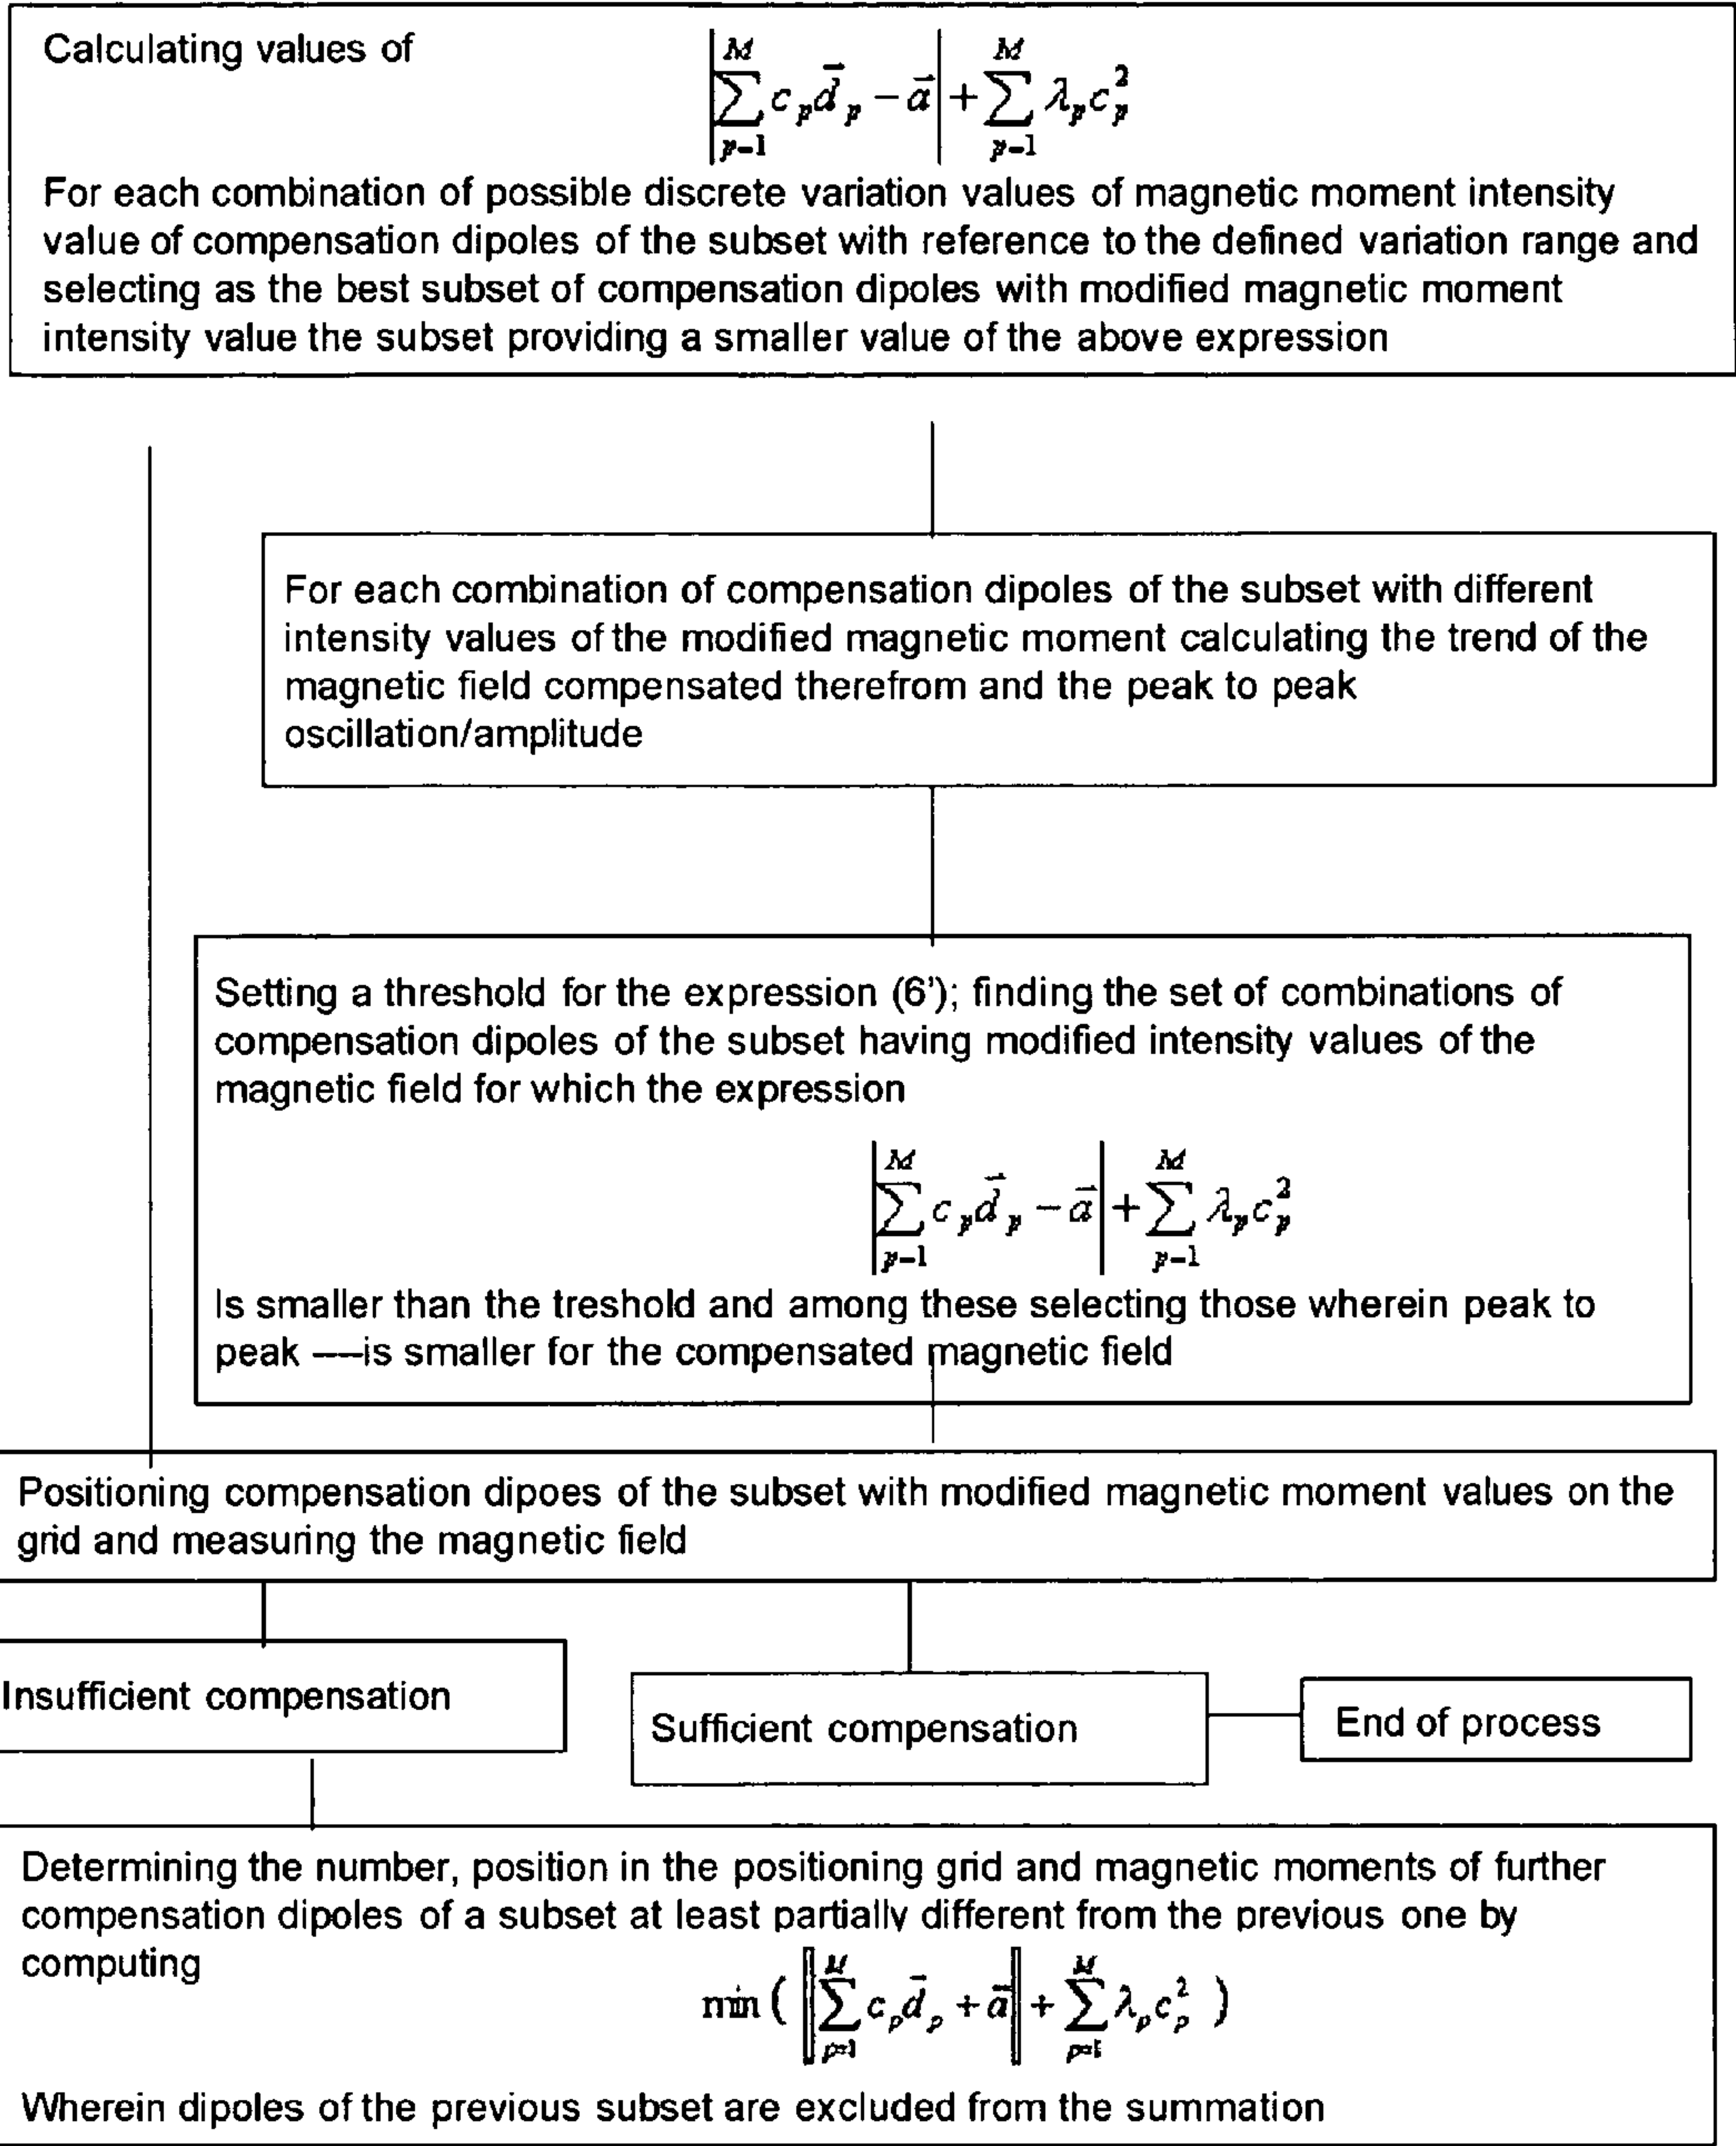 Calculating values of
|∑_{p=1}^{M} c_p d̄_p − ā| + ∑_{p=1}^{M} λ_p c_p^2
For each combination of possible discrete variation values of magnetic moment intensity
value of compensation dipoles of the subset with reference to the defined variation range and
selecting as the best subset of compensation dipoles with modified magnetic moment
intensity value the subset providing a smaller value of the above expression
For each combination of compensation dipoles of the subset with different
intensity values of the modified magnetic moment calculating the trend of the
magnetic field compensated therefrom and the peak to peak
oscillation/amplitude
Setting a threshold for the expression (6'); finding the set of combinations of
compensation dipoles of the subset having modified intensity values of the
magnetic field for which the expression
|∑_{p=1}^{M} c_p d̄_p − ā| + ∑_{p=1}^{M} λ_p c_p^2
Is smaller than the treshold and among these selecting those wherein peak to
peak —-is smaller for the compensated magnetic field
Positioning compensation dipoes of the subset with modified magnetic moment values on the
grid and measuring the magnetic field
Insufficient compensation
Sufficient compensation
End of process
Determining the number, position in the positioning grid and magnetic moments of further
compensation dipoles of a subset at least partially different from the previous one by
computing
min ( ‖∑_{p=1}^{M} c_p d̄_p + ā‖ + ∑_{p=1}^{M} λ_p c_p^2 )
Wherein dipoles of the previous subset are excluded from the summation